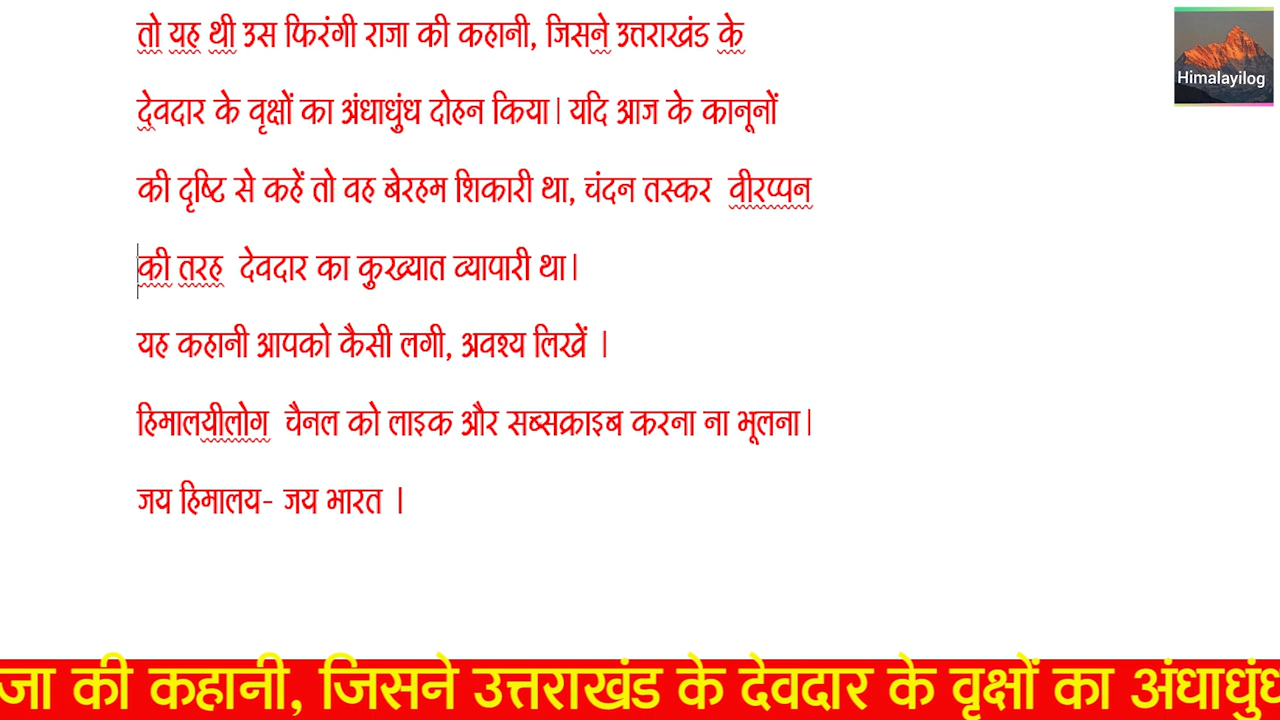 तो यह थी उस फिरंगी राजा की कहानी, जिसने उत्तराखंड के
Himalayilog
देवदार के वृक्षों का अंधाधुंध दोहन किया। यदि आज के कानूनों
की दृष्टि से कहें तो वह बेरहम शिकारी था, चंदन तस्कर वीरप्पन
की तरह देवदार का कुख्यात व्यापारी था।
यह कहानी आपको कैसी लगी, अवश्य लिखें ।
हिमालयीलोग चैनल को लाइक और सब्सक्राइब करना ना भूलना।
जय हिमालय- जय भारत ।
जा की कहानी, जिसने उत्तराखंड के देवदार के वृक्षों का अंधाधुंध